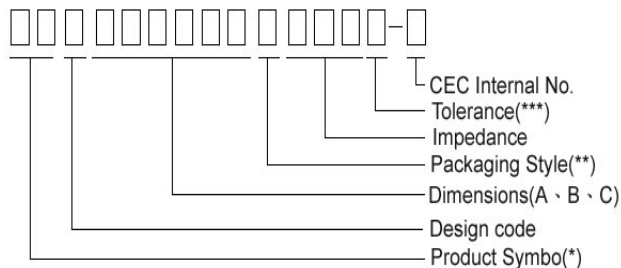 CEC Internal No.
Tolerance(***)
Impedance
Packaging Style(**)
Dimensions(A、B、C)
Design code
Product Symbo(*)